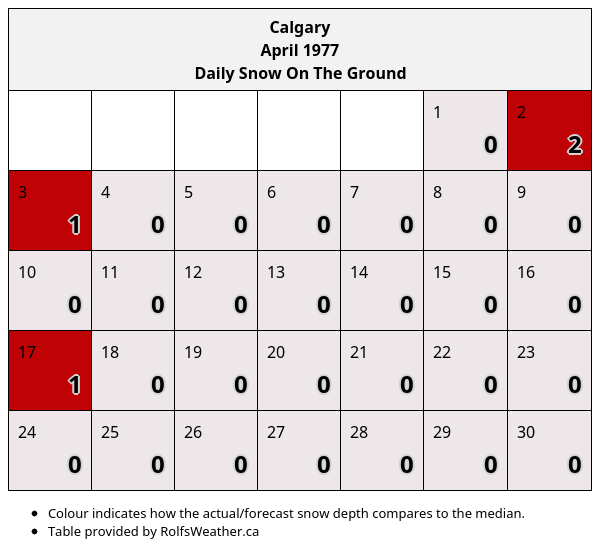 Calgary
April 1977
Daily Snow On The Ground
1 2
0 2
3 4 5 6 7 8 9
1 0 0 0 0 0 0
10 11 12 13 14 15 16
0 0 0 0 0 0 0
17 18 19 20 21 22 23
1 0 0 0 0 0 0
24 25 26 27 28 29 30
0 0 0 0 0 0 0
• Colour indicates how the actual/forecast snow depth compares to the median.
• Table provided by RolfsWeather.ca